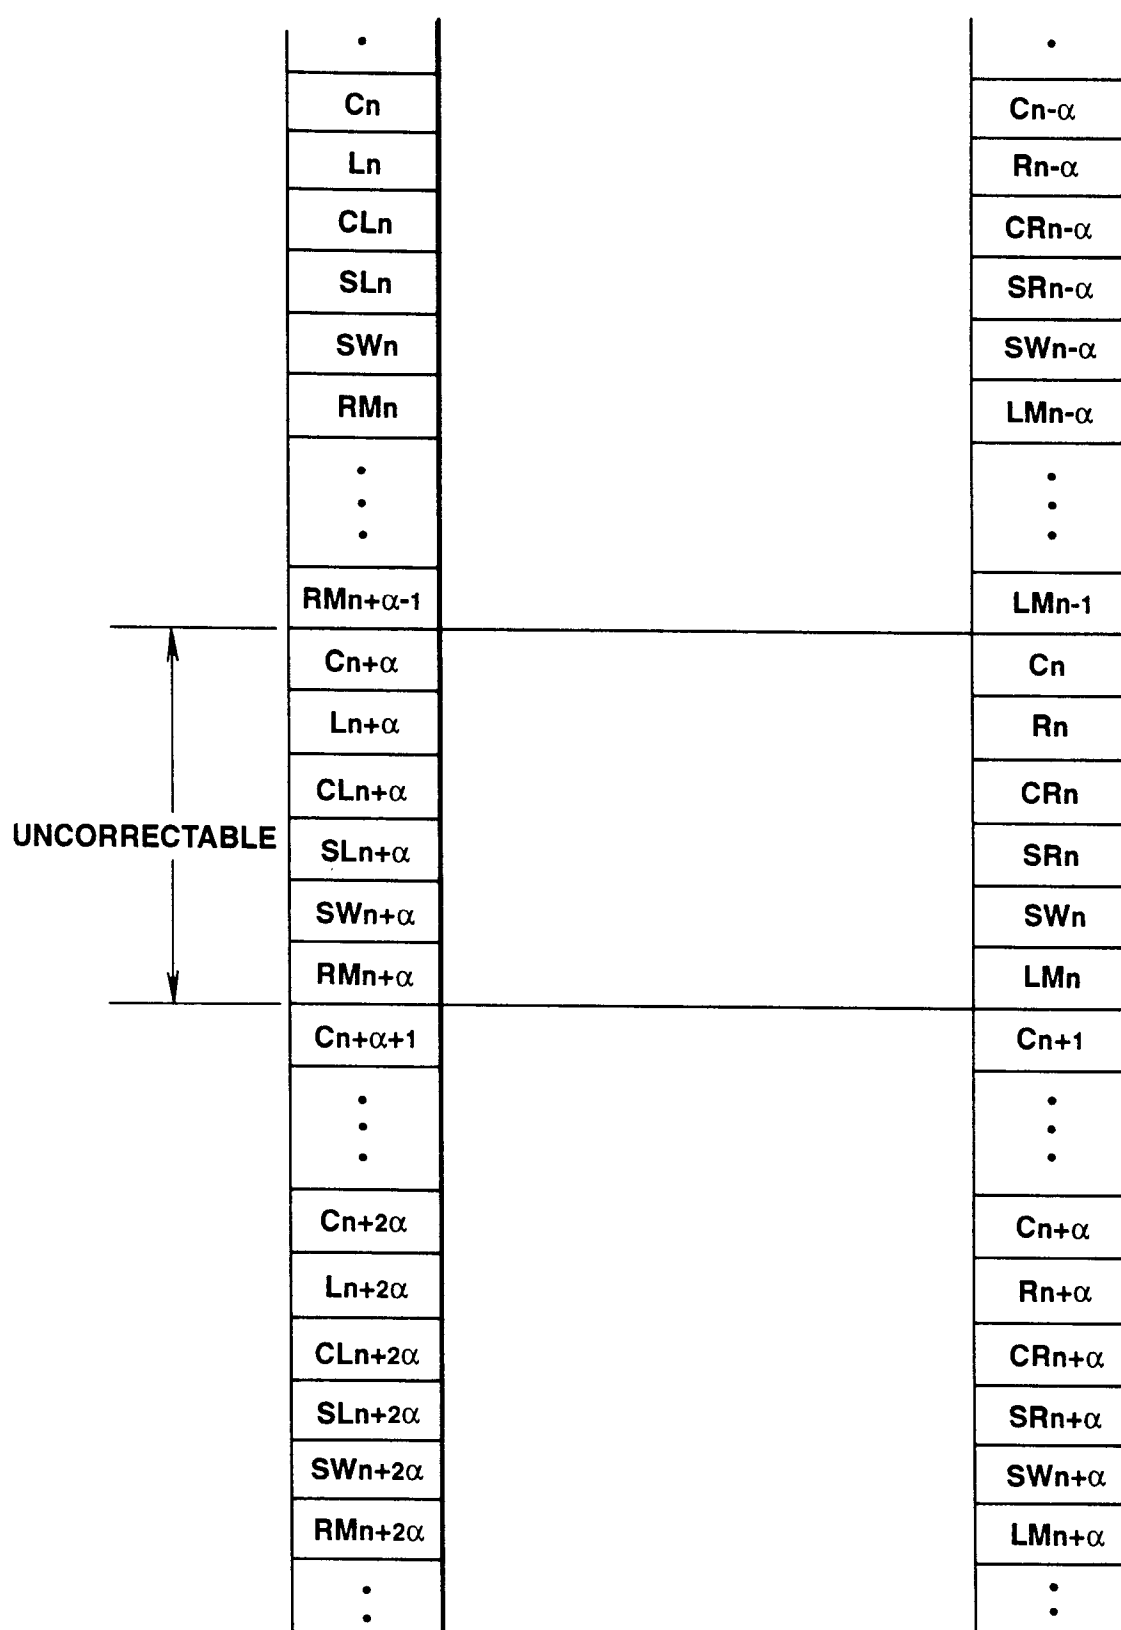 Cn
Ln
CLn
SLn
SWn
RMn
RMn+α-1
UNCORRECTABLE
Cn+α
Ln+α
CLn+α
SLn+α
SWn+α
RMn+α
Cn+α+1
Cn+2α
Ln+2α
CLn+2α
SLn+2α
SWn+2α
RMn+2α
Cn-α
Rn-α
CRn-α
SRn-α
SWn-α
LMn-α
LMn-1
Cn
Rn
CRn
SRn
SWn
LMn
Cn+1
Cn+α
Rn+α
CRn+α
SRn+α
SWn+α
LMn+α